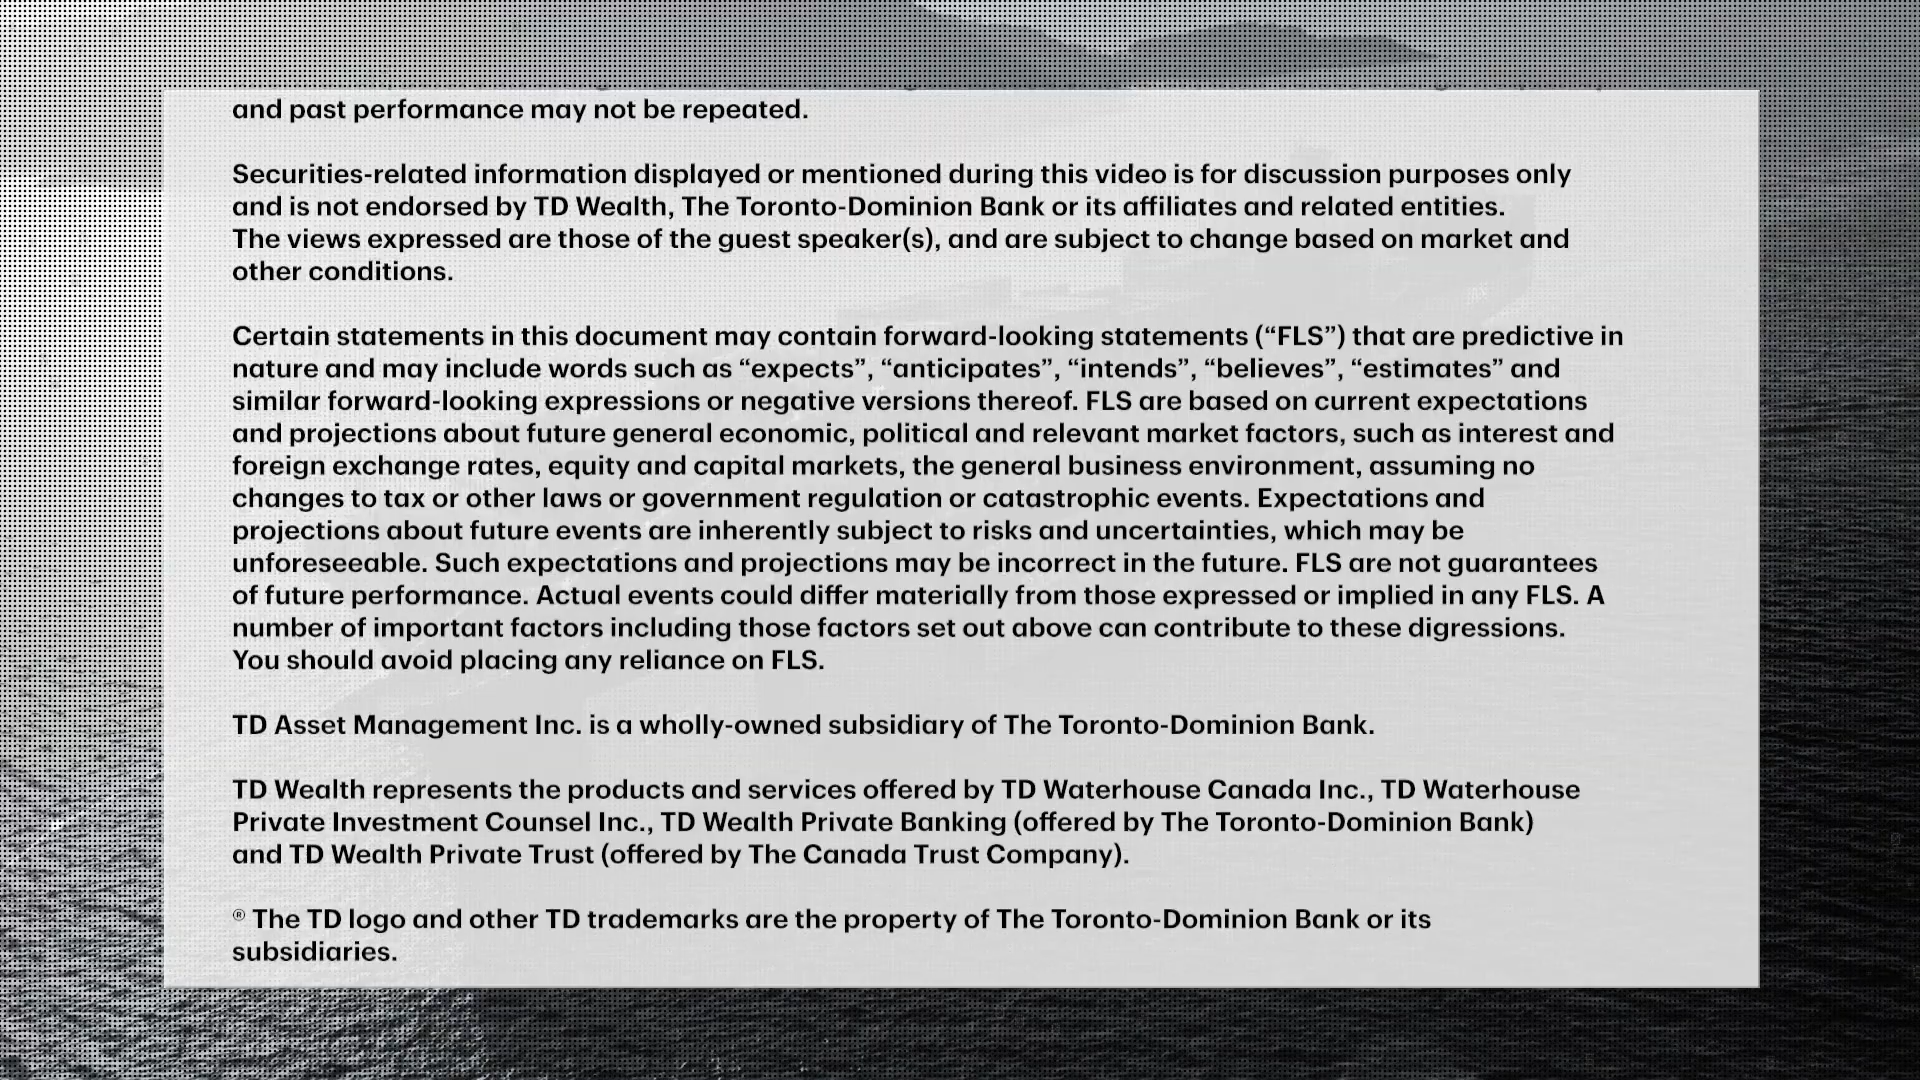 and past performance may not be repeated.
Securities-related information displayed or mentioned during this video is for discussion purposes only
and is not endorsed by TD Wealth, The Toronto-Dominion Bank or its affiliates and related entities.
The views expressed are those of the guest speaker(s), and are subject to change based on market and
other conditions.
Certain statements in this document may contain forward-looking statements (“FLS”) that are predictive in
nature and may include words such as “expects”, “anticipates”, “intends”, “believes”, “estimates” and
similar forward-looking expressions or negative versions thereof. FLS are based on current expectations
and projections about future general economic, political and relevant market factors, such as interest and
foreign exchange rates, equity and capital markets, the general business environment, assuming no
changes to tax or other laws or government regulation or catastrophic events. Expectations and
projections about future events are inherently subject to risks and uncertainties, which may be
unforeseeable. Such expectations and projections may be incorrect in the future. FLS are not guarantees
of future performance. Actual events could differ materially from those expressed or implied in any FLS. A
number of important factors including those factors set out above can contribute to these digressions.
You should avoid placing any reliance on FLS.
TD Asset Management Inc. is a wholly-owned subsidiary of The Toronto-Dominion Bank.
TD Wealth represents the products and services offered by TD Waterhouse Canada Inc., TD Waterhouse
Private Investment Counsel Inc., TD Wealth Private Banking (offered by The Toronto-Dominion Bank)
and TD Wealth Private Trust (offered by The Canada Trust Company).
® The TD logo and other TD trademarks are the property of The Toronto-Dominion Bank or its
subsidiaries.